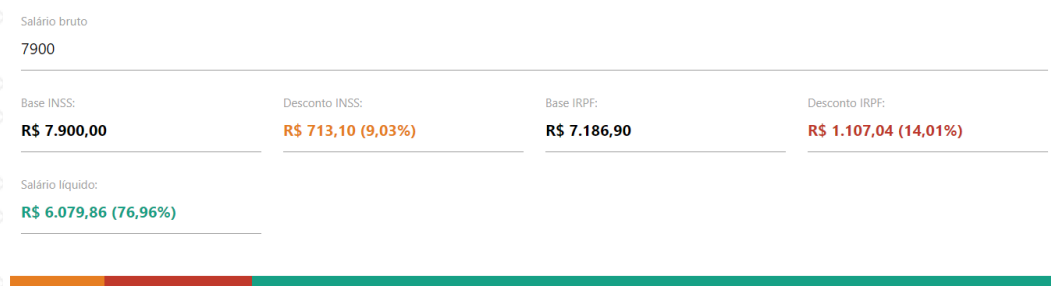 Salário bruto
7900
Base INSS: Desconto INSS: Base IRPF: Desconto IRPF:
R$ 7.900,00 R$ 713,10 (9,03%) R$ 7.186,90 R$ 1.107,04 (14,01%)
Salário líquido:
R$ 6.079,86 (76,96%)